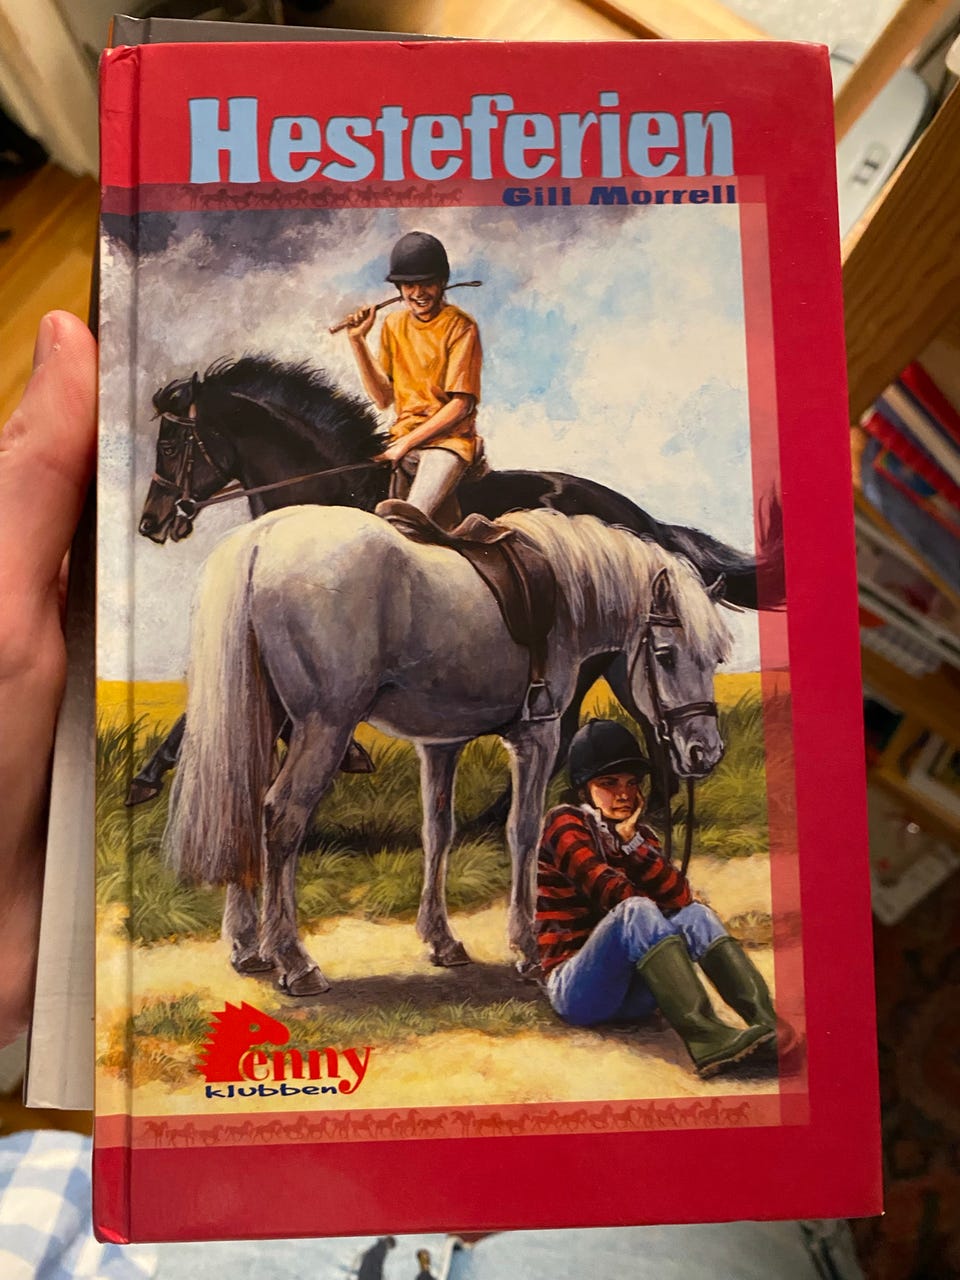 Hesteferien
Gill Morrell
Penny
klubben